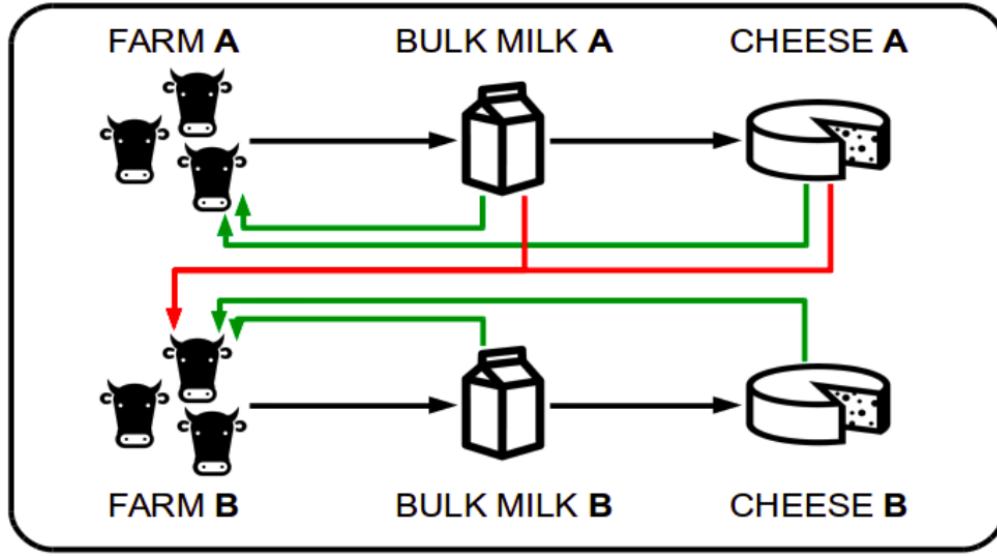 FARM A
BULK MILK A
CHEESE A
FARM B
BULK MILK B
CHEESE B